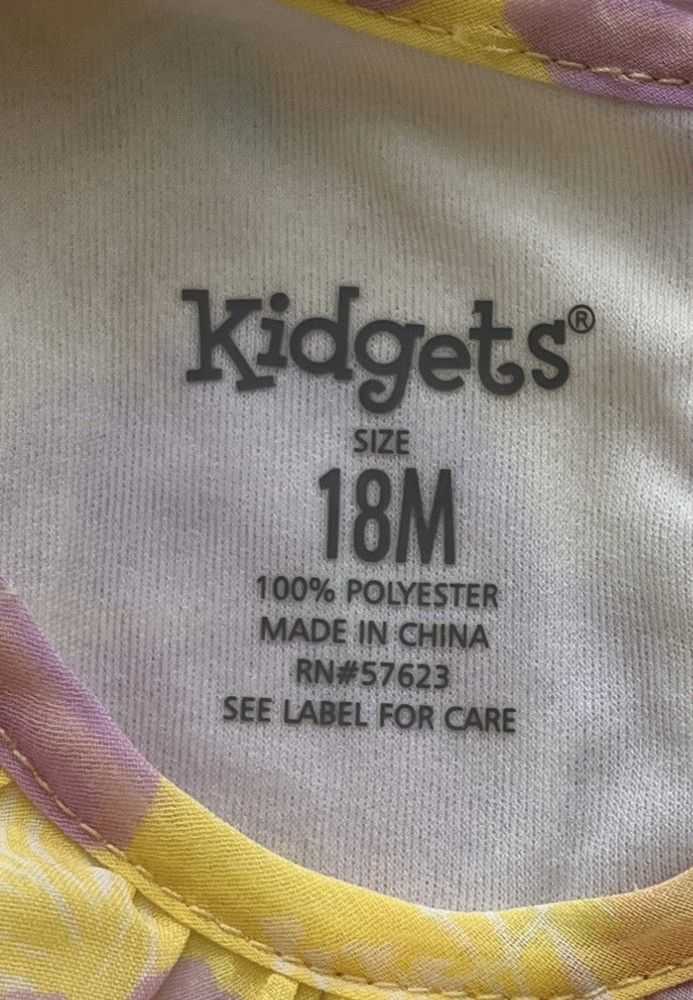 Kidgets®
SIZE
18M
100% POLYESTER
MADE IN CHINA
RN#57623
SEE LABEL FOR CARE